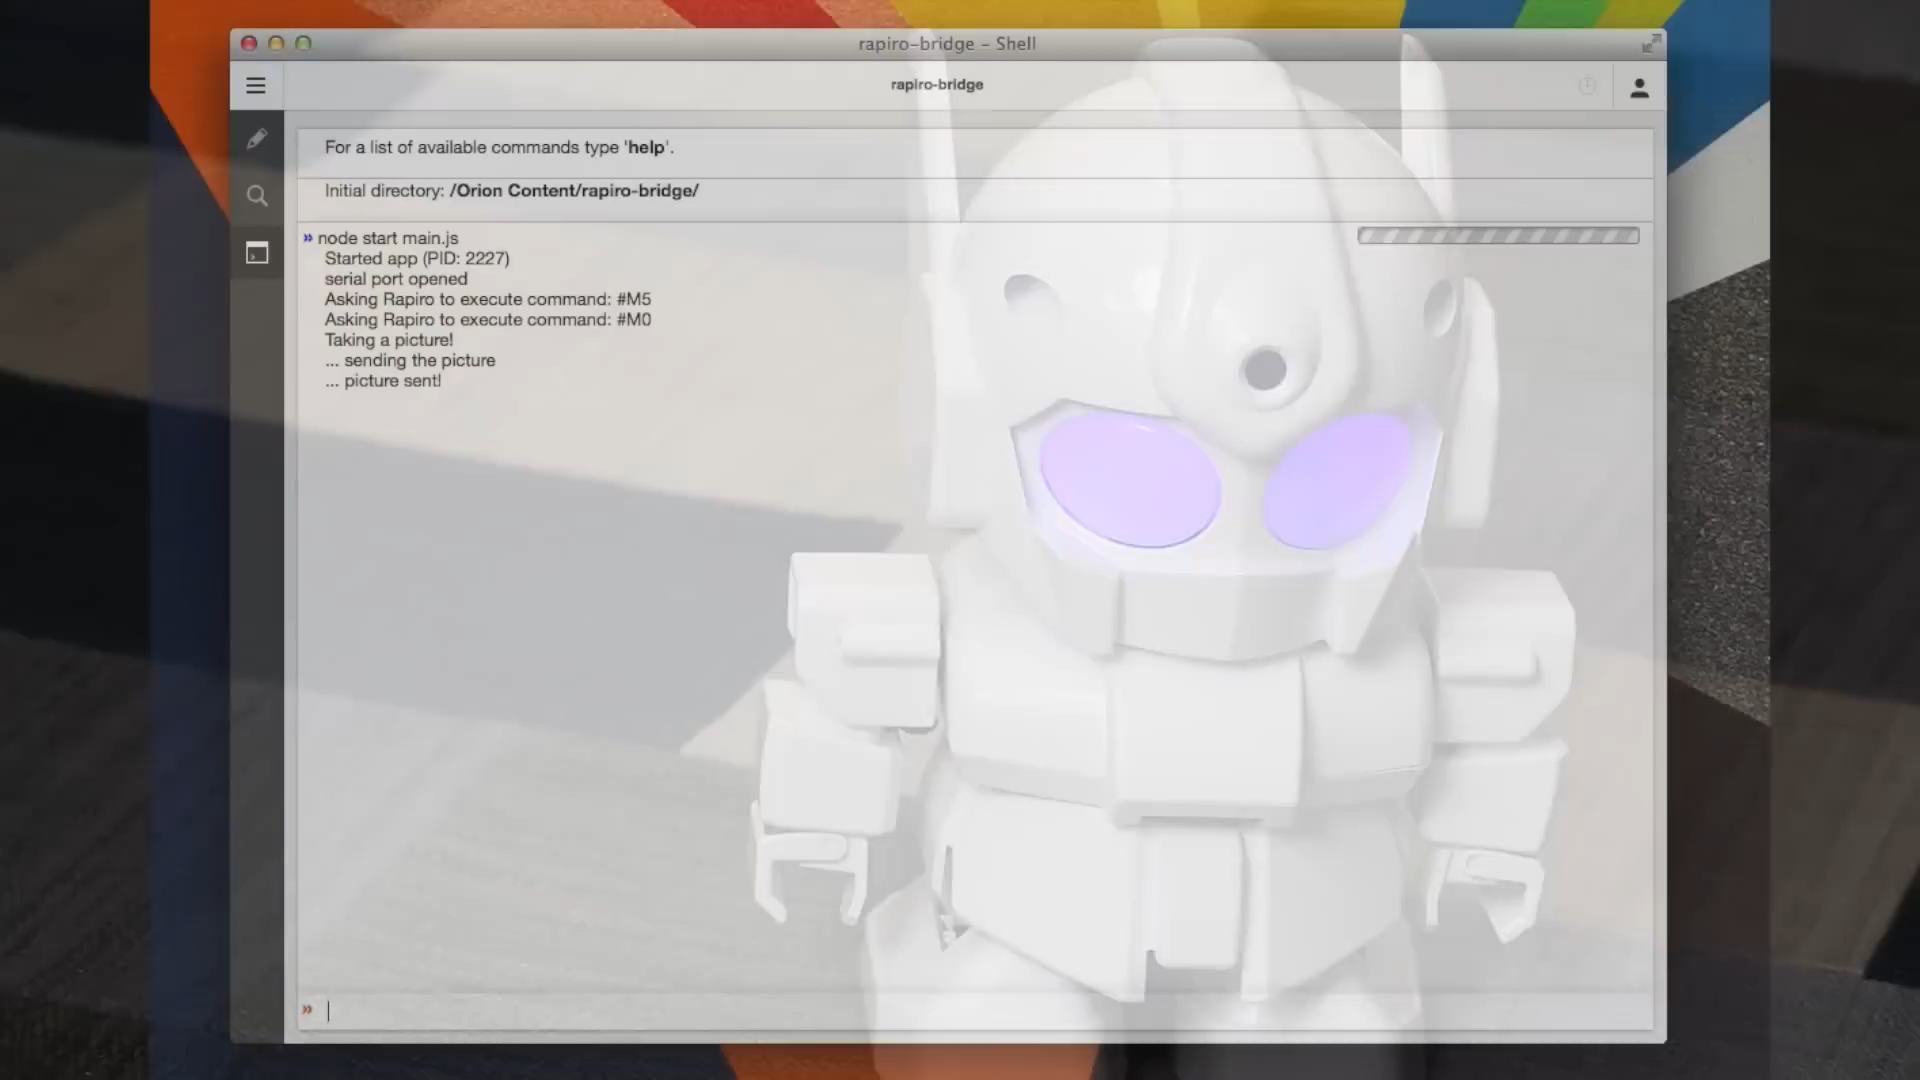 rapiro-bridge – Shell
rapiro-bridge
For a list of available commands type 'help'.
Initial directory: /Orion Content/rapiro-bridge/
» node start main.js
Started app (PID: 2227)
serial port opened
Asking Rapiro to execute command: #M5
Asking Rapiro to execute command: #M0
Taking a picture!
... sending the picture
... picture sent!
»